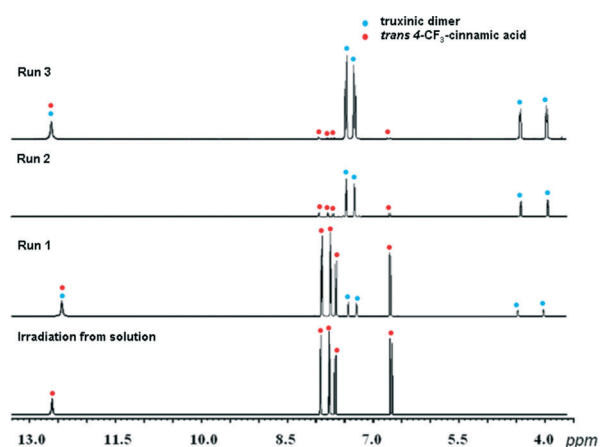 truxinic dimer
trans 4-CF₃-cinnamic acid
Run 3
Run 2
Run 1
Irradiation from solution
13.0 11.5 10.0 8.5 7.0 5.5 4.0 ppm